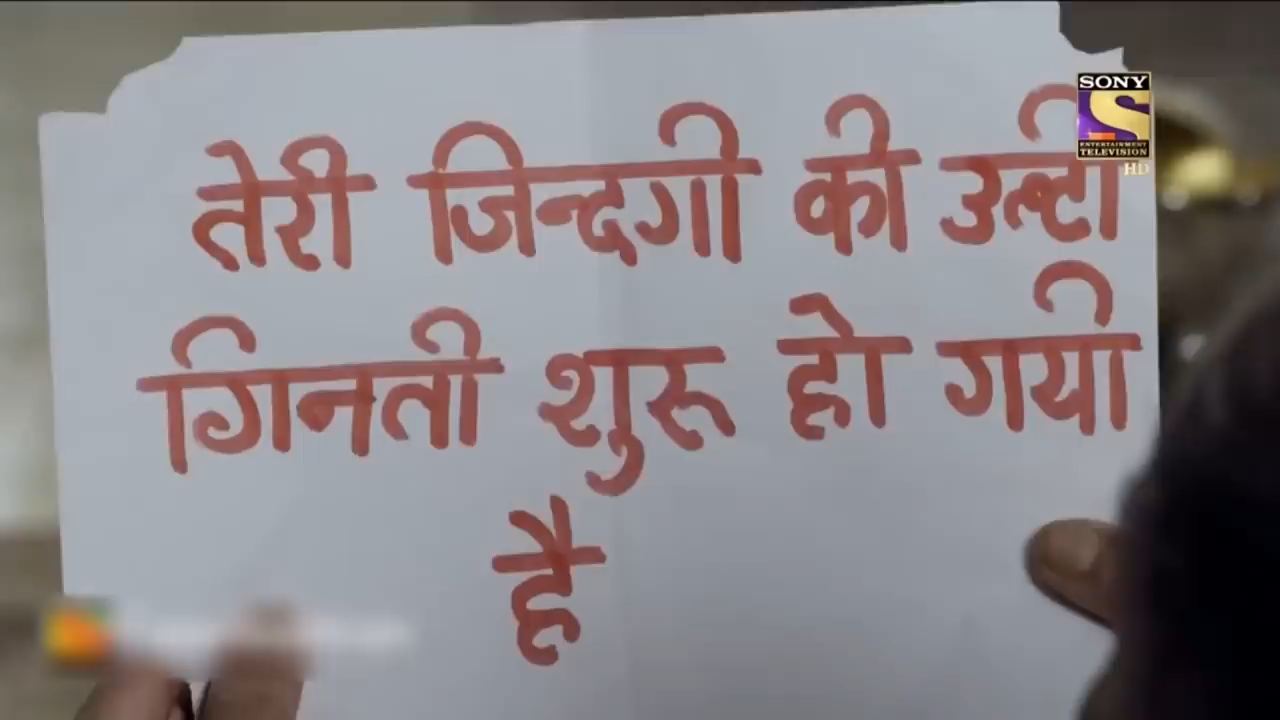 तेरी जिन्दगी की उल्टी
गिनती शुरू हो गयी
है
SONY
ENTERTAINMENT
TELEVISION
HD